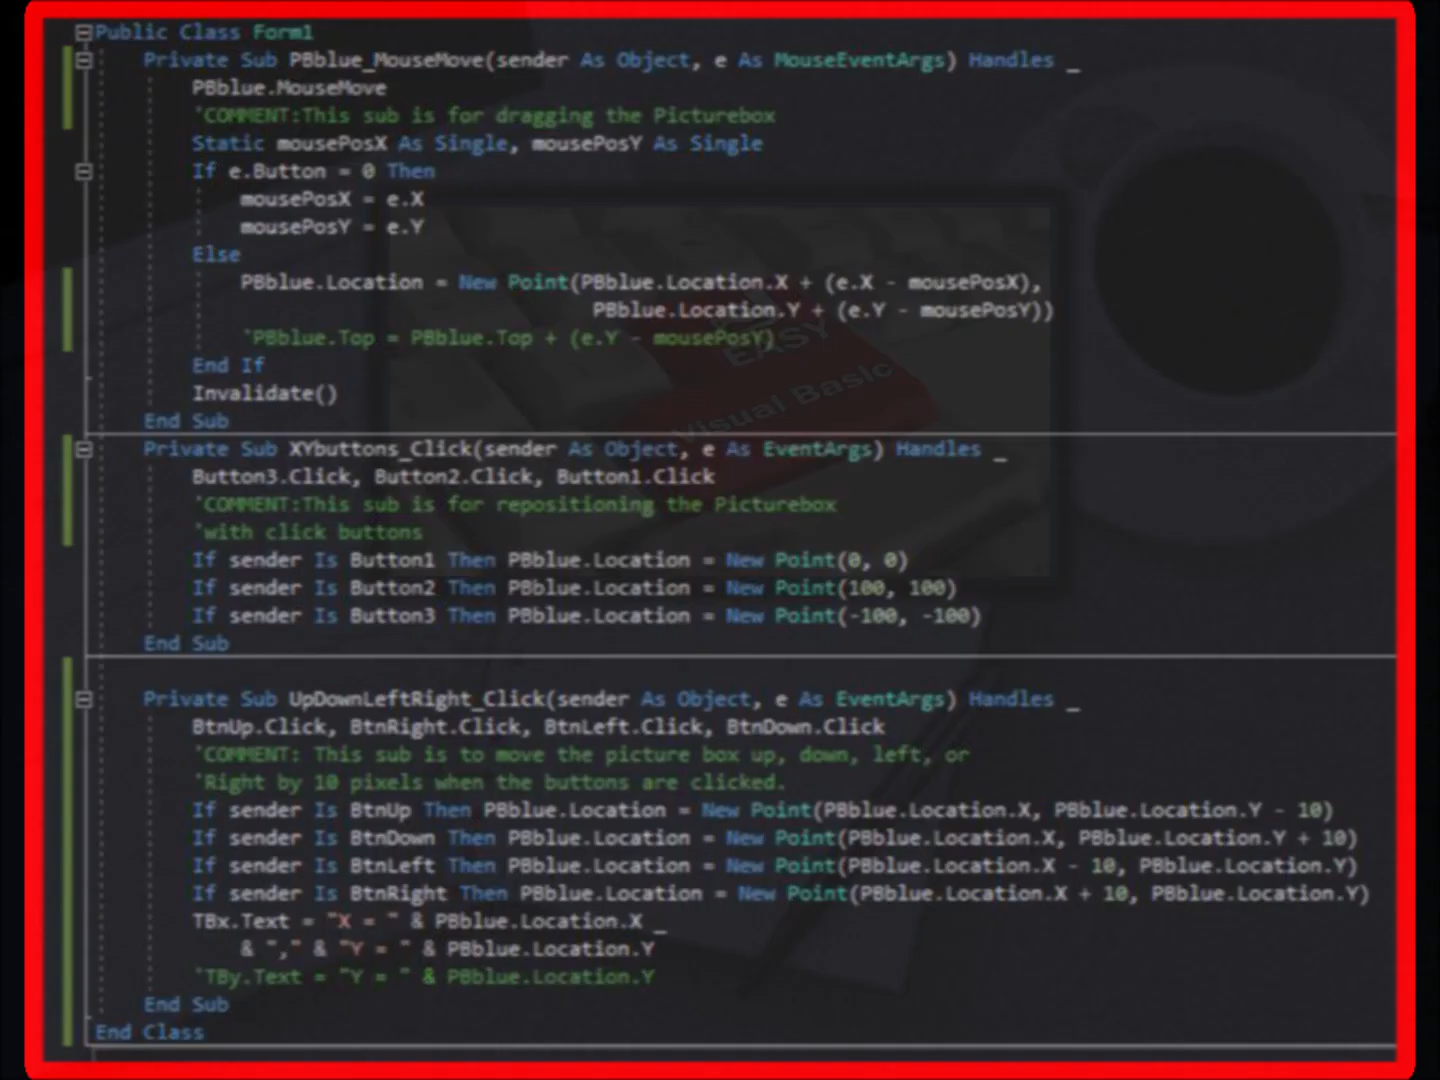 Public Class Form1
Private Sub PBblue_MouseMove(sender As Object, e As MouseEventArgs) Handles _
PBblue.MouseMove
'COMMENT:This sub is for dragging the Picturebox
Static mousePosX As Single, mousePosY As Single
If e.Button = 0 Then
mousePosX = e.X
mousePosY = e.Y
Else
PBblue.Location = New Point(PBblue.Location.X + (e.X - mousePosX),
PBblue.Location.Y + (e.Y - mousePosY))
'PBblue.Top = PBblue.Top + (e.Y - mousePosY)
EASY
End If
Visual Basic
Invalidate()
End Sub
Private Sub XYbuttons_Click(sender As Object, e As EventArgs) Handles _
Button3.Click, Button2.Click, Button1.Click
'COMMENT:This sub is for repositioning the Picturebox
'with click buttons
If sender Is Button1 Then PBblue.Location = New Point(0, 0)
If sender Is Button2 Then PBblue.Location = New Point(100, 100)
If sender Is Button3 Then PBblue.Location = New Point(-100, -100)
End Sub
Private Sub UpDownLeftRight_Click(sender As Object, e As EventArgs) Handles _
BtnUp.Click, BtnRight.Click, BtnLeft.Click, BtnDown.Click
'COMMENT: This sub is to move the picture box up, down, left, or
'Right by 10 pixels when the buttons are clicked.
If sender Is BtnUp Then PBblue.Location = New Point(PBblue.Location.X, PBblue.Location.Y - 10)
If sender Is BtnDown Then PBblue.Location = New Point(PBblue.Location.X, PBblue.Location.Y + 10)
If sender Is BtnLeft Then PBblue.Location = New Point(PBblue.Location.X - 10, PBblue.Location.Y)
If sender Is BtnRight Then PBblue.Location = New Point(PBblue.Location.X + 10, PBblue.Location.Y)
TBx.Text = "X = " & PBblue.Location.X _
& "," & "Y = " & PBblue.Location.Y
'TBy.Text = "Y = " & PBblue.Location.Y
End Sub
End Class